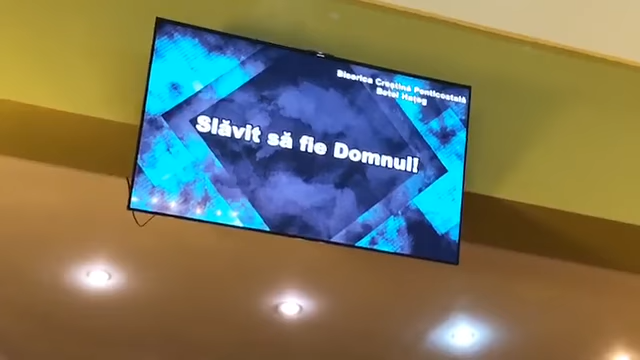 Biserica Creștină Penticostală
Betel Hațeg
Slăvit să fie Domnul!